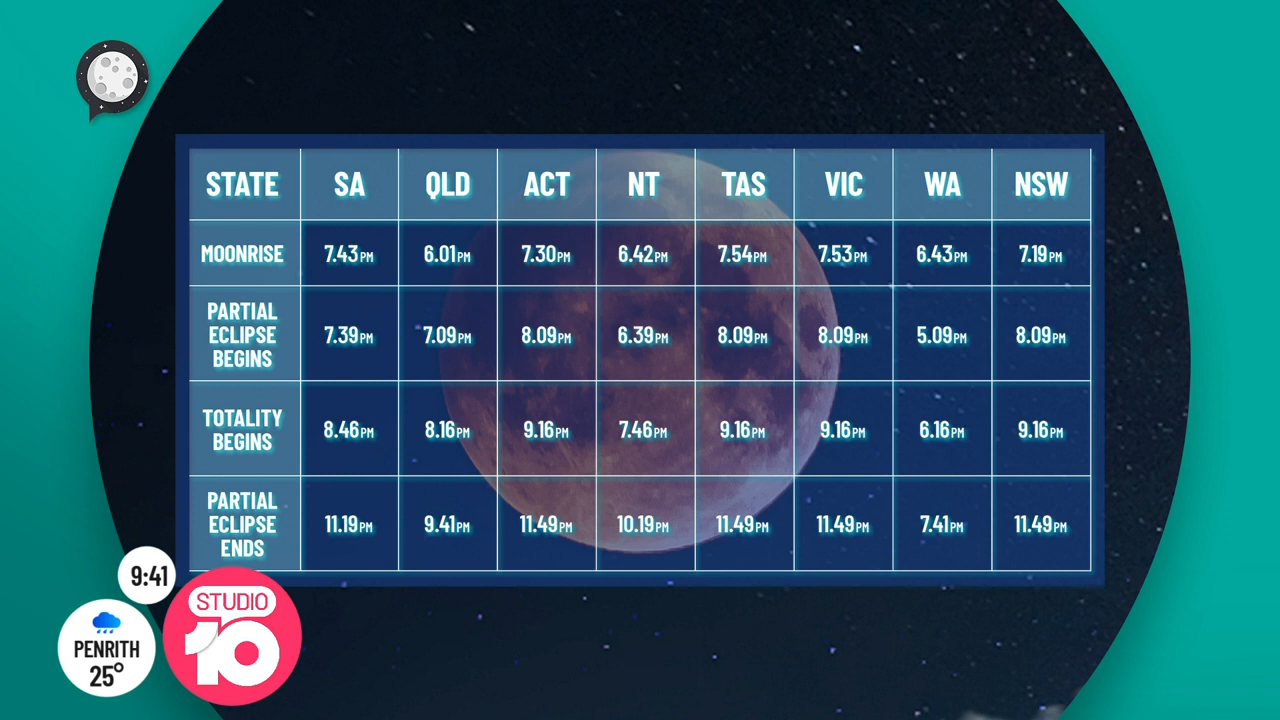 STATE SA QLD ACT NT TAS VIC WA NSW
MOONRISE 7.43PM 6.01PM 7.30PM 6.42PM 7.54PM 7.53PM 6.43PM 7.19PM
PARTIAL
ECLIPSE
BEGINS
7.39PM 7.09PM 8.09PM 6.39PM 8.09PM 8.09PM 5.09PM 8.09PM
TOTALITY
BEGINS
8.46PM 8.16PM 9.16PM 7.46PM 9.16PM 9.16PM 6.16PM 9.16PM
PARTIAL
ECLIPSE
ENDS
11.19PM 9.41PM 11.49PM 10.19PM 11.49PM 11.49PM 7.41PM 11.49PM
9:41
PENRITH
25°
STUDIO
10